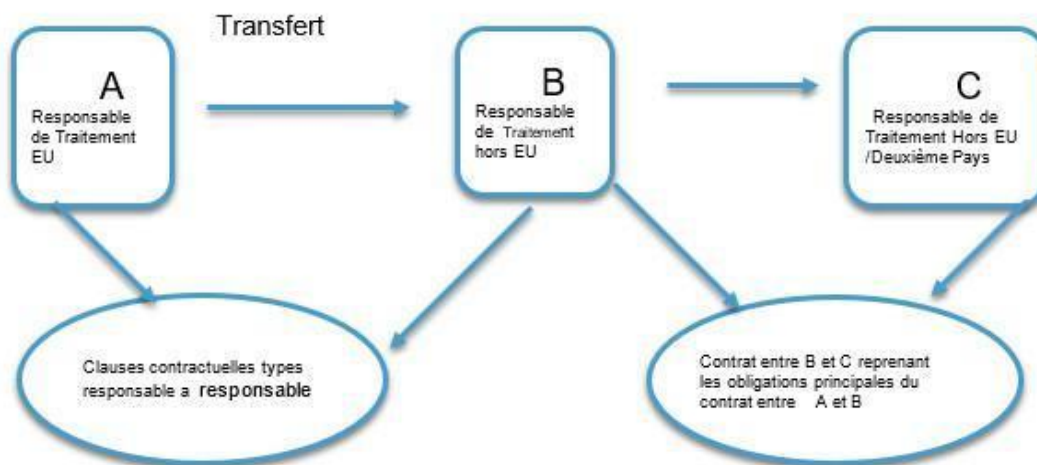 Transfert
A
Responsable
de Traitement
EU
B
Responsable
de Traitement
hors EU
C
Responsable de
Traitement Hors EU
/Deuxième Pays
Clauses contractuelles types
responsable a responsable
Contrat entre B et C reprenant
les obligations principales du
contrat entre A et B